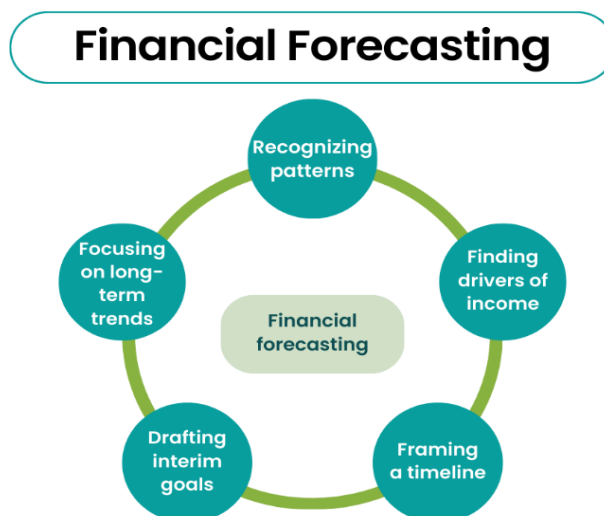 Financial Forecasting
Recognizing
patterns
Finding
drivers of
income
Framing
a timeline
Drafting
interim
goals
Focusing
on long-
term
trends
Financial
forecasting